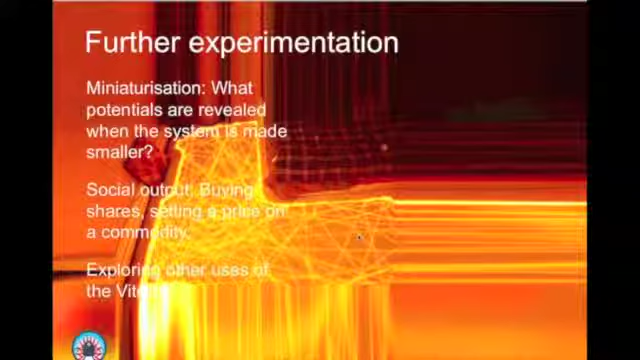 Further experimentation
Miniaturisation: What
potentials are revealed
when the system is made
smaller?
Social output: Buying
shares, setting a price on
a commodity.
Exploring other uses of
the